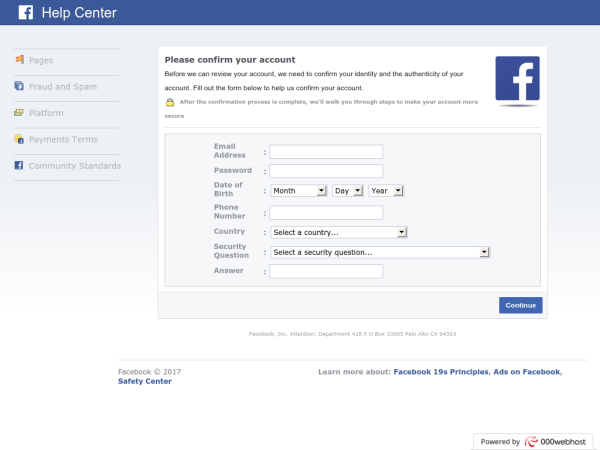 Help Center
Pages
Fraud and Spam
Platform
Payments Terms
Community Standards
Please confirm your account
Before we can review your account, we need to confirm your identity and the authenticity of your
account. Fill out the form below to help us confirm your account.
After the confirmation process is complete, we'll walk you through steps to make your account more
secure
Email
Address :
Password :
Date of
Birth : Month Day Year
Phone
Number :
Country : Select a country...
Security
Question : Select a security question...
Answer :
Continue
Facebook, Inc. Attention: Department 415 P.O Box 10005 Palo Alto CA 94303
Facebook © 2017
Safety Center
Learn more about: Facebook 19s Principles, Ads on Facebook,
Powered by 000webhost